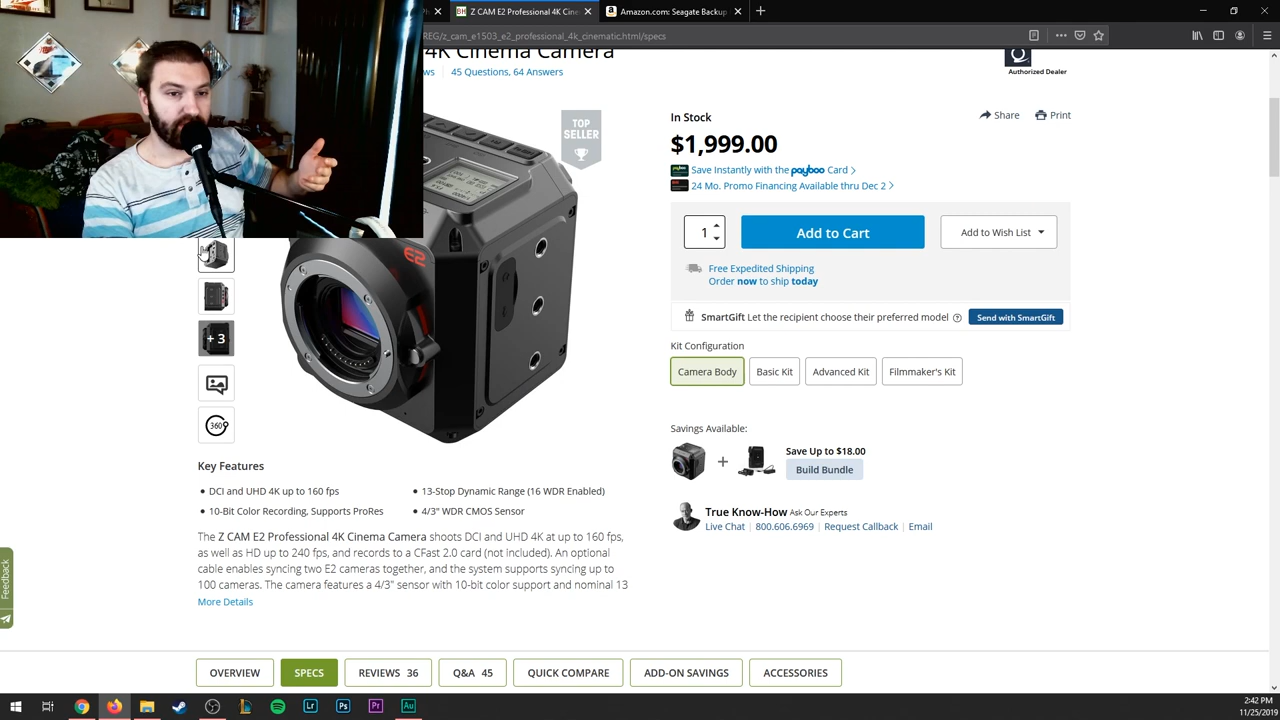 Z CAM E2 Professional 4K Cine
Amazon.com: Seagate Backup
REG/z_cam_e1503_e2_professional_4k_cinematic.html/specs
4K Cinema Camera
ws 45 Questions, 64 Answers
Authorized Dealer
TOP
SELLER
E2
In Stock
Share
Print
$1,999.00
Save Instantly with the payboo Card
24 Mo. Promo Financing Available thru Dec 2
1
Add to Cart
Add to Wish List
Free Expedited Shipping
Order now to ship today
SmartGift Let the recipient choose their preferred model
Send with SmartGift
Kit Configuration
Camera Body
Basic Kit
Advanced Kit
Filmmaker's Kit
+ 3
360
Savings Available:
Save Up to $18.00
+
Build Bundle
True Know-How Ask Our Experts
Live Chat | 800.606.6969 | Request Callback | Email
Key Features
DCI and UHD 4K up to 160 fps
13-Stop Dynamic Range (16 WDR Enabled)
10-Bit Color Recording, Supports ProRes
4/3" WDR CMOS Sensor
The Z CAM E2 Professional 4K Cinema Camera shoots DCI and UHD 4K at up to 160 fps,
as well as HD up to 240 fps, and records to a CFast 2.0 card (not included). An optional
cable enables syncing two E2 cameras together, and the system supports syncing up to
100 cameras. The camera features a 4/3" sensor with 10-bit color support and nominal 13
More Details
Feedback
OVERVIEW
SPECS
REVIEWS 36
Q&A 45
QUICK COMPARE
ADD-ON SAVINGS
ACCESSORIES
Lr
Ps
Pr
Au
2:42 PM
11/25/2019